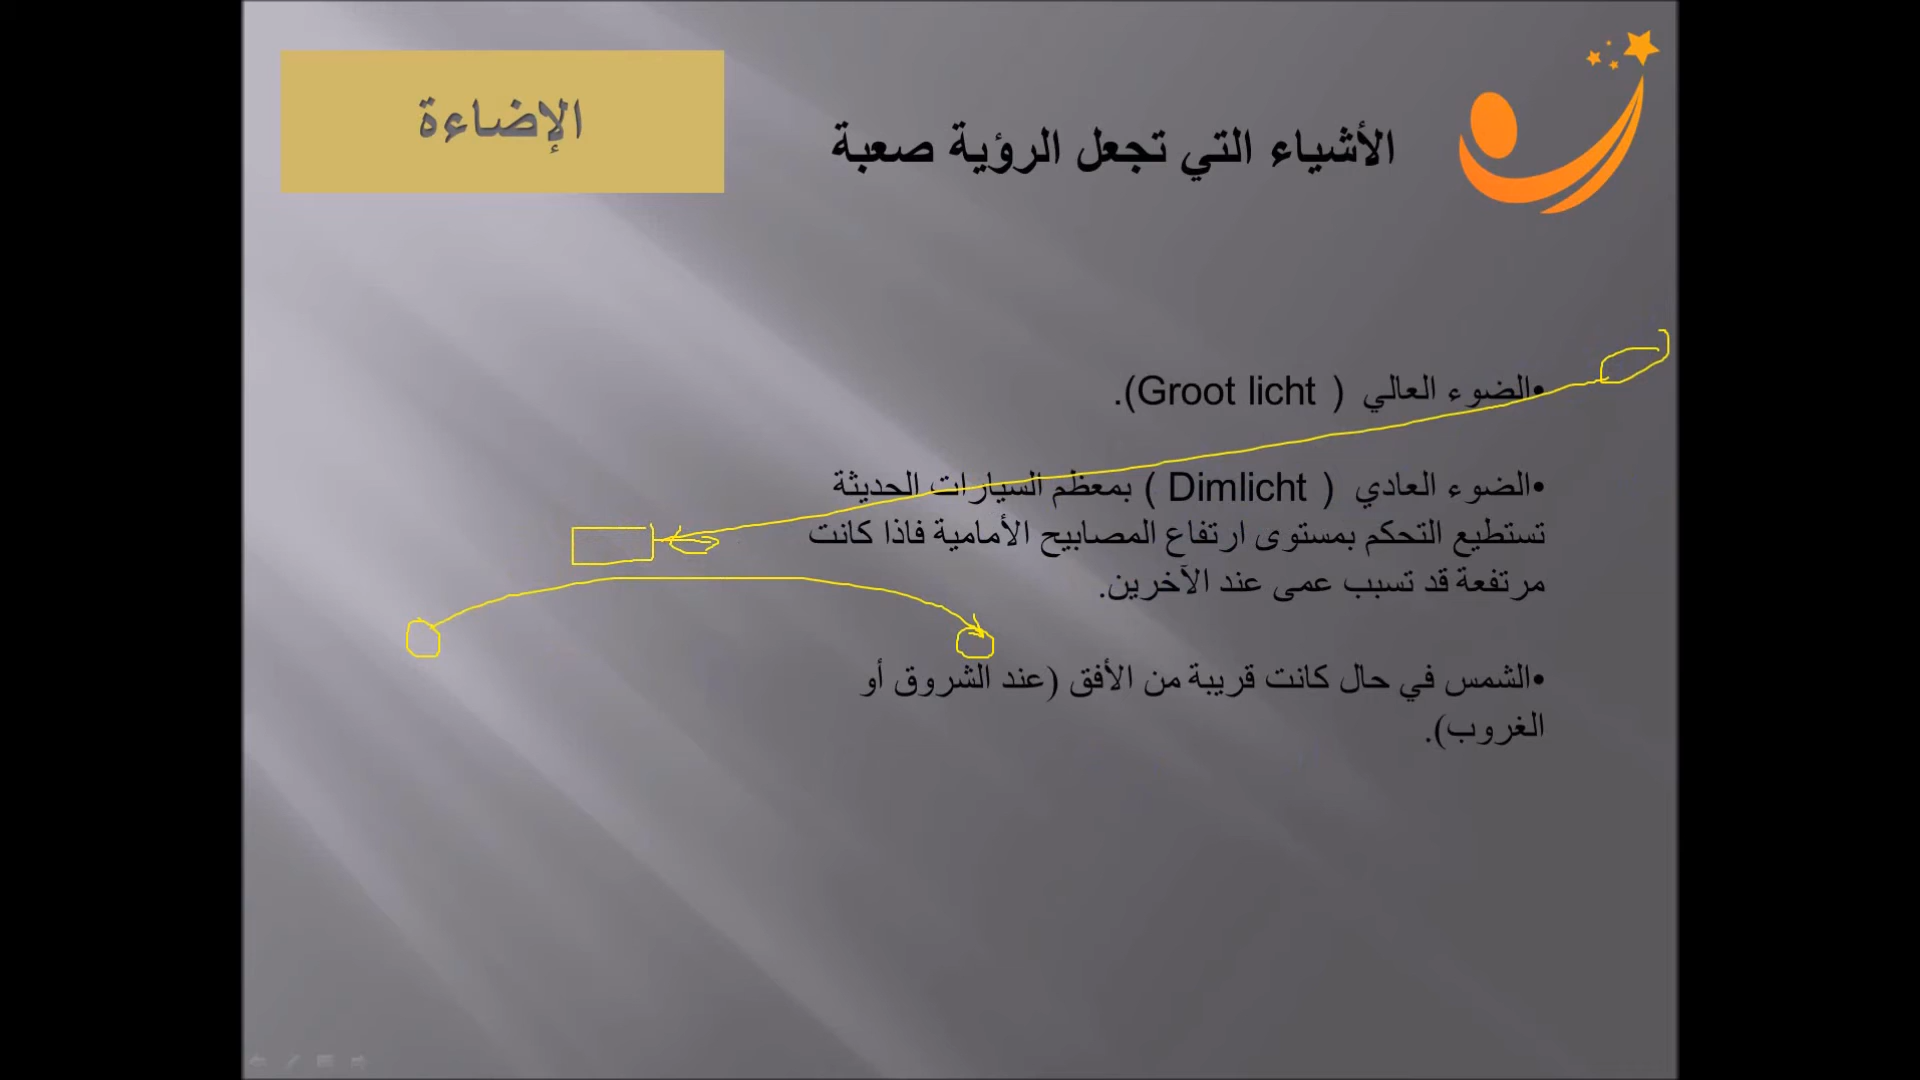 الإضاءة
الأشياء التي تجعل الرؤية صعبة
•الضوء العالي ( Groot licht).
•الضوء العادي ( Dimlicht ) بمعظم السيارات الحديثة
تستطيع التحكم بمستوى ارتفاع المصابيح الأمامية فاذا كانت
مرتفعة قد تسبب عمى عند الآخرين.
•الشمس في حال كانت قريبة من الأفق (عند الشروق أو
الغروب).